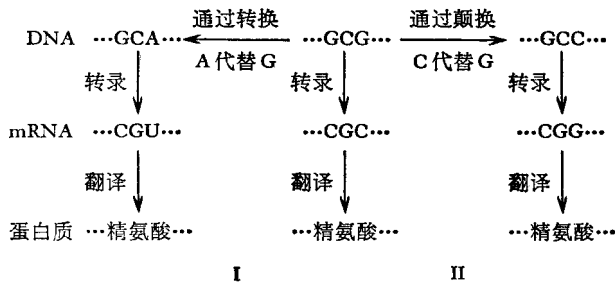 通过转换 通过颠换
DNA …GCA… …GCG… …GCC…
A代替G C代替G
转录 转录 转录
mRNA …CGU… …CGC… …CGG…
翻译 翻译 翻译
蛋白质 …精氨酸… …精氨酸… …精氨酸…
I II